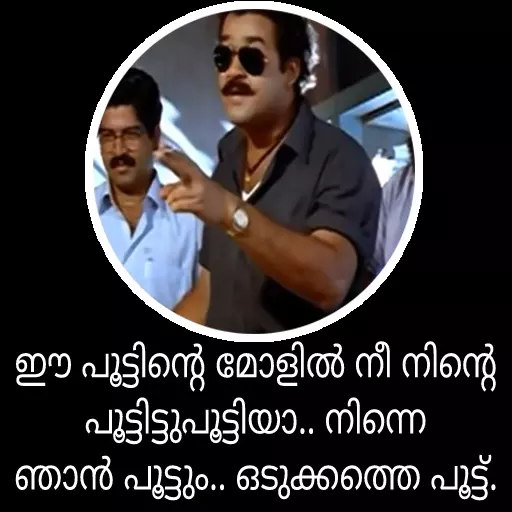 ഈ പൂട്ടിന്റെ മോളിൽ നീ നിന്റെ
പൂട്ടിട്ടുപൂട്ടിയാ.. നിന്നെ
ഞാൻ പൂട്ടും.. ഒടുക്കത്തെ പൂട്ട്.